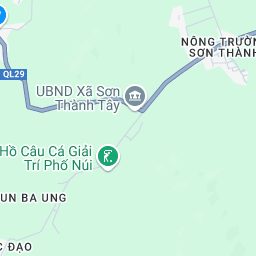 NÔNG TRƯỜN
SƠN THÀNH
QL29
UBND Xã Sơn
Thành Tây
Hồ Câu Cá Giải
Trí Phố Núi
UN BA UNG
C ĐẠO